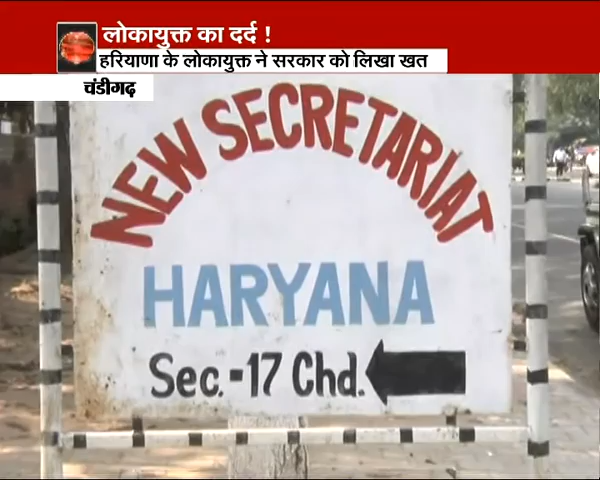 लोकायुक्त का दर्द !
हरियाणा के लोकायुक्त ने सरकार को लिखा खत
चंडीगढ़
NEW SECRETARIAT
HARYANA
Sec.-17 Chd.